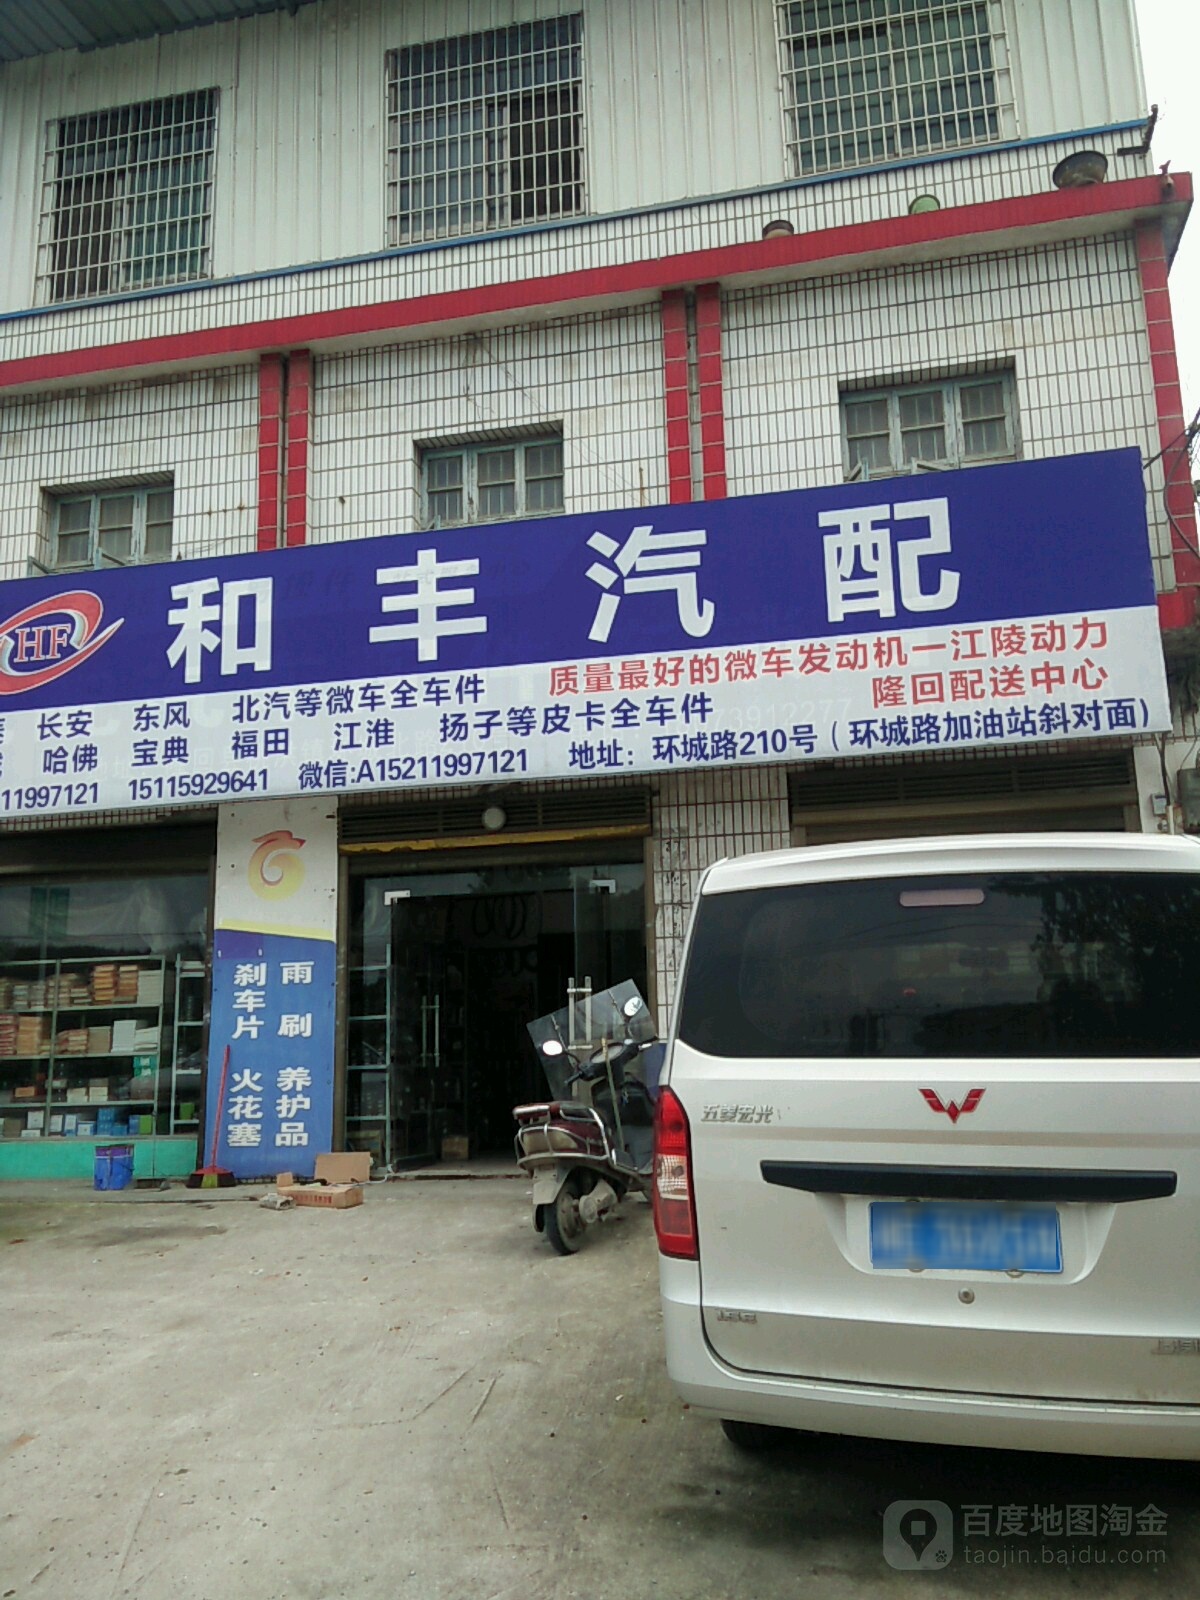 HF
和丰汽配
长安 东风 北汽等微车全车件
质量最好的微车发动机—江陵动力
哈佛 宝典 福田 江淮 扬子等皮卡全车件
隆回配送中心
11997121 15115929641 微信:A15211997121 地址：环城路210号（环城路加油站斜对面）
雨刷 养护品
刹车片 火花塞
五菱宏光
百度地图淘金
taojin.baidu.com